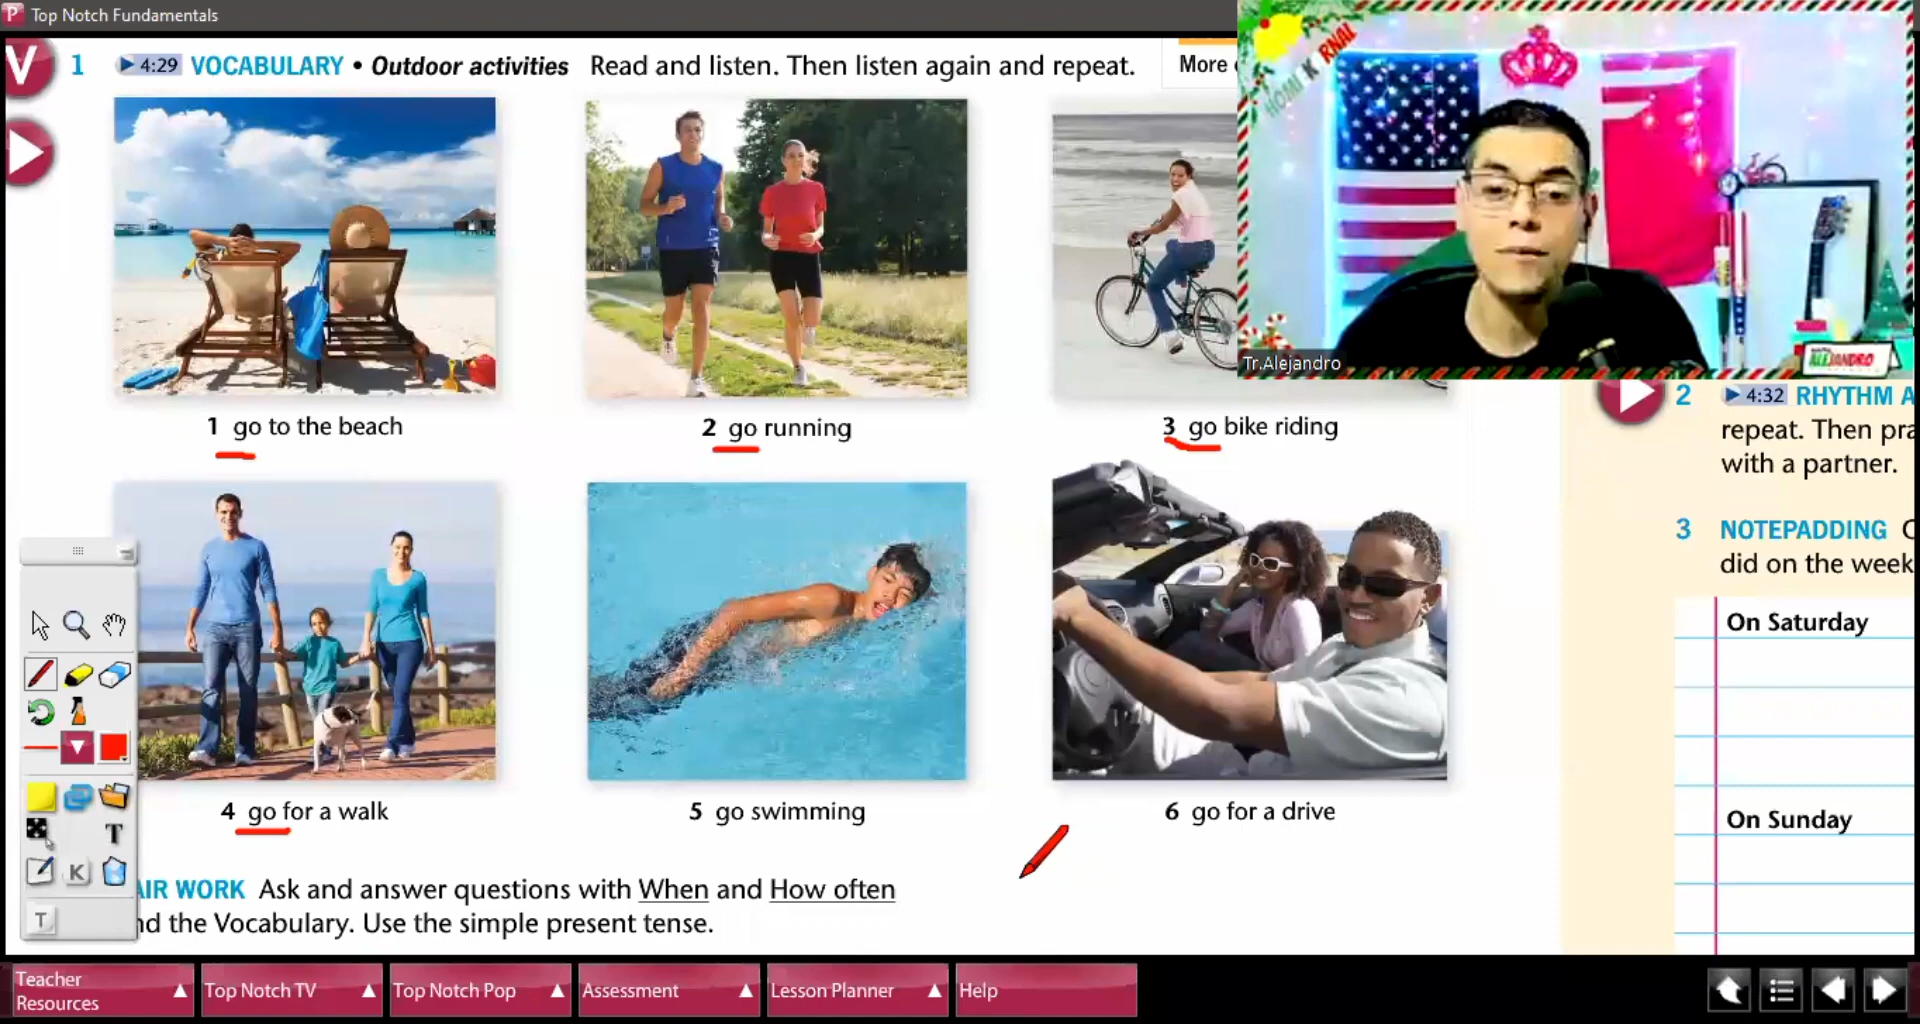 Top Notch Fundamentals
1 4:29 VOCABULARY • Outdoor activities Read and listen. Then listen again and repeat.
More
Tr.Alejandro
ALEJANDRO
1 go to the beach
2 go running
3 go bike riding
4 go for a walk
5 go swimming
6 go for a drive
AIR WORK Ask and answer questions with When and How often
nd the Vocabulary. Use the simple present tense.
2 4:32 RHYTHM A
repeat. Then pra
with a partner.
3 NOTEPADDING C
did on the week
On Saturday
On Sunday
T
K
T
Teacher
Resources
Top Notch TV
Top Notch Pop
Assessment
Lesson Planner
Help